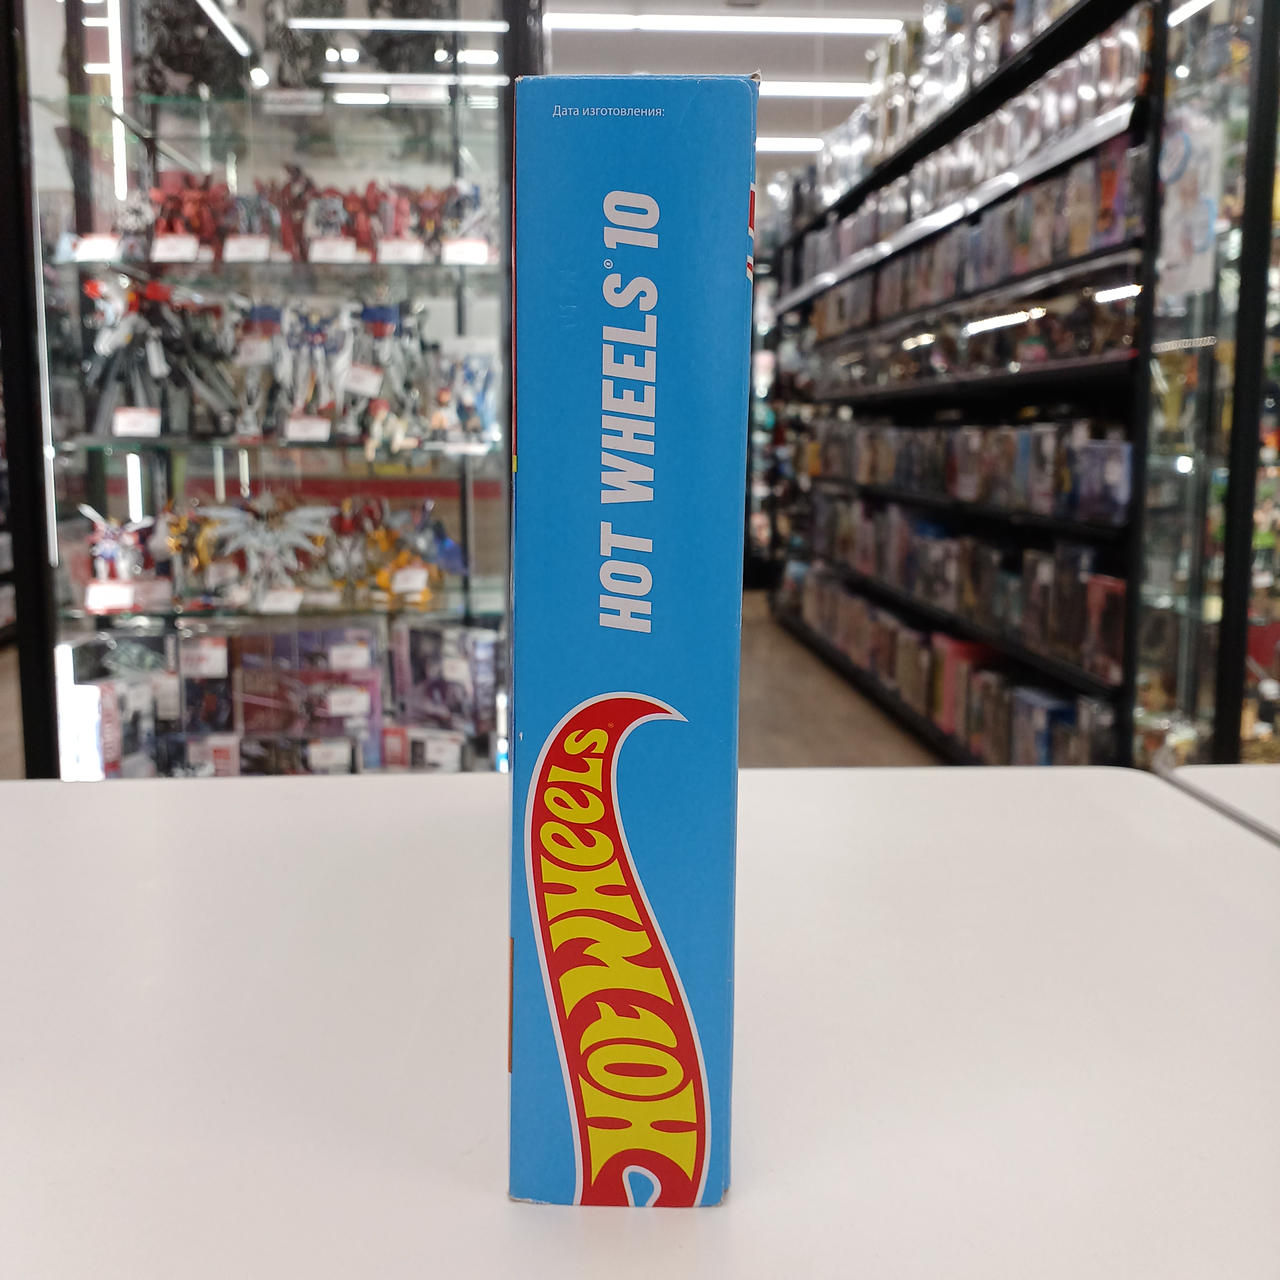 Дата изготовления:
HOT WHEELS® 10
Hot Wheels®